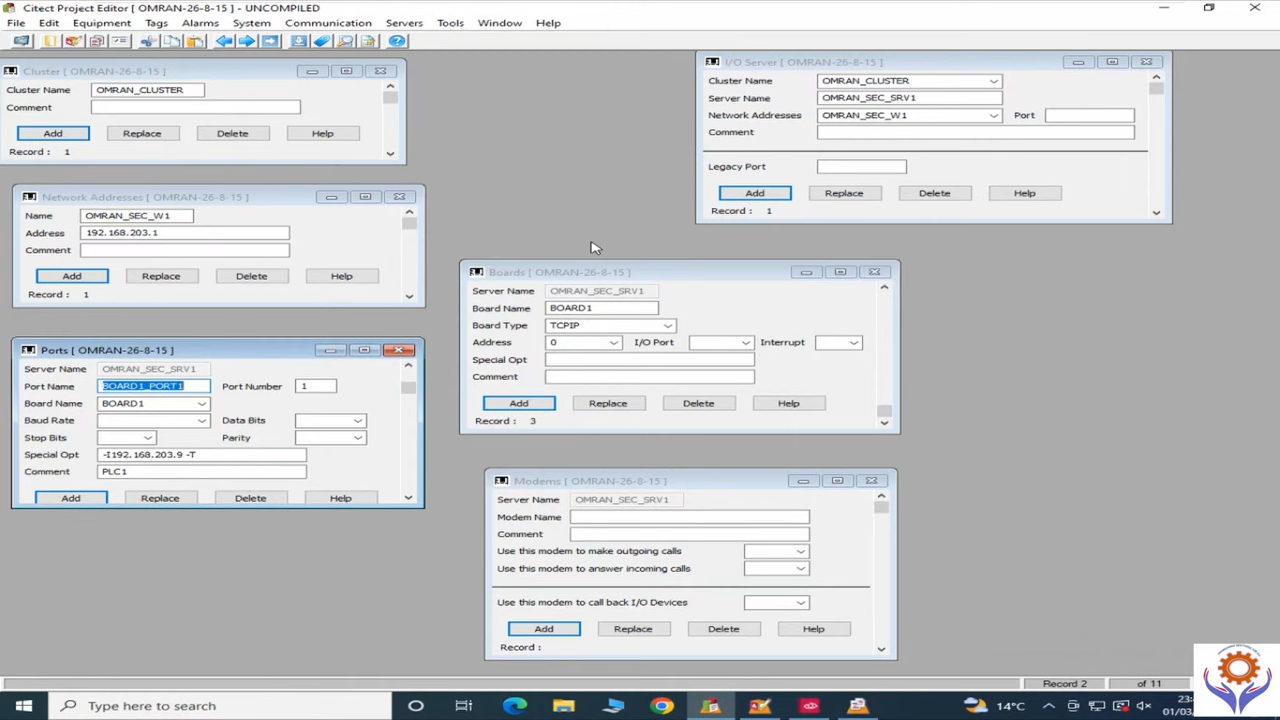 Citect Project Editor [ OMRAN-26-8-15 ] - UNCOMPILED
File Edit Equipment Tags Alarms System Communication Servers Tools Window Help
Cluster [ OMRAN-26-8-15 ]
Cluster Name OMRAN_CLUSTER
Comment
Add Replace Delete Help
Record : 1
I/O Server [ OMRAN-26-8-15 ]
Cluster Name OMRAN_CLUSTER
Server Name OMRAN_SEC_SRV1
Network Addresses OMRAN_SEC_W1 Port
Comment
Legacy Port
Add Replace Delete Help
Record : 1
Network Addresses [ OMRAN-26-8-15 ]
Name OMRAN_SEC_W1
Address 192.168.203.1
Comment
Add Replace Delete Help
Record : 1
Boards [ OMRAN-26-8-15 ]
Server Name OMRAN_SEC_SRV1
Board Name BOARD1
Board Type TCPIP
Address 0 I/O Port Interrupt
Special Opt
Comment
Add Replace Delete Help
Record : 3
Ports [ OMRAN-26-8-15 ]
Server Name OMRAN_SEC_SRV1
Port Name BOARD1_PORT1 Port Number 1
Board Name BOARD1
Baud Rate Data Bits
Stop Bits Parity
Special Opt -I192.168.203.9 -T
Comment PLC1
Add Replace Delete Help
Modems [ OMRAN-26-8-15 ]
Server Name OMRAN_SEC_SRV1
Modem Name
Comment
Use this modem to make outgoing calls
Use this modem to answer incoming calls
Use this modem to call back I/O Devices
Add Replace Delete Help
Record :
Record 2 of 11
Type here to search
14°C
23:
01/03/